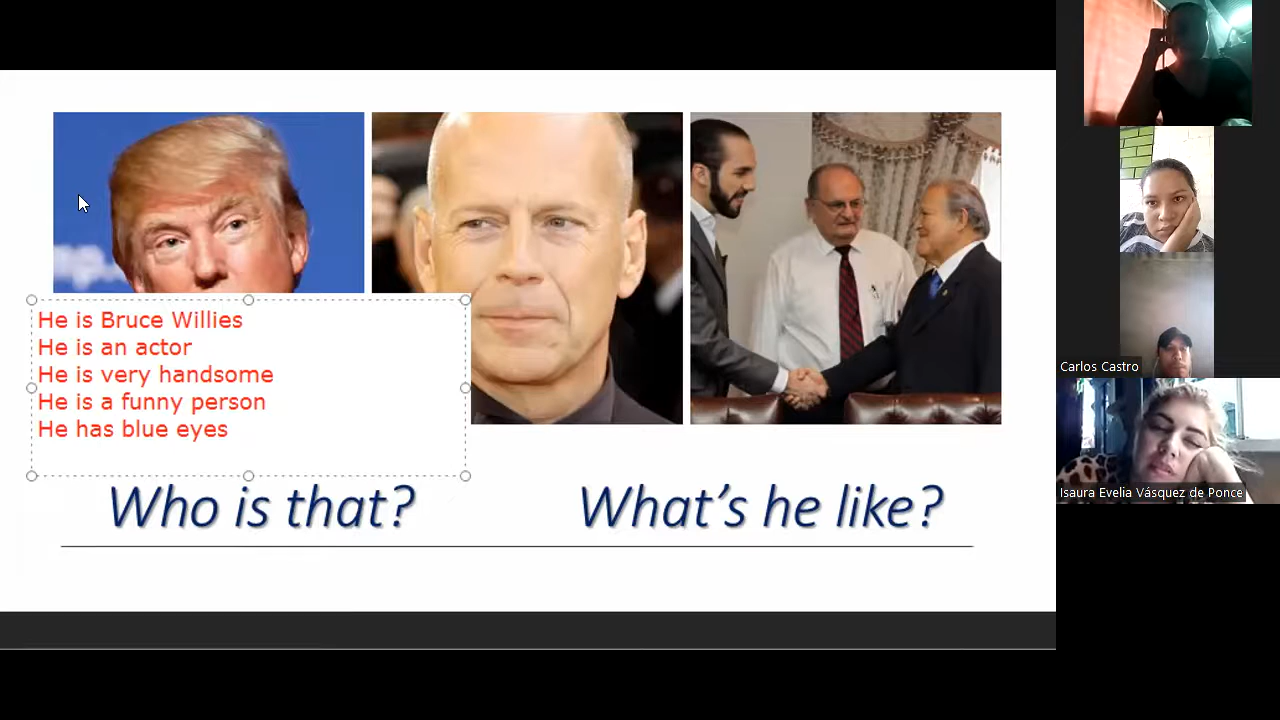 mp.
He is Bruce Willies
He is an actor
He is very handsome
He is a funny person
He has blue eyes
Who is that?
What's he like?
Carlos Castro
Isaura Evelia Vásquez de Ponce